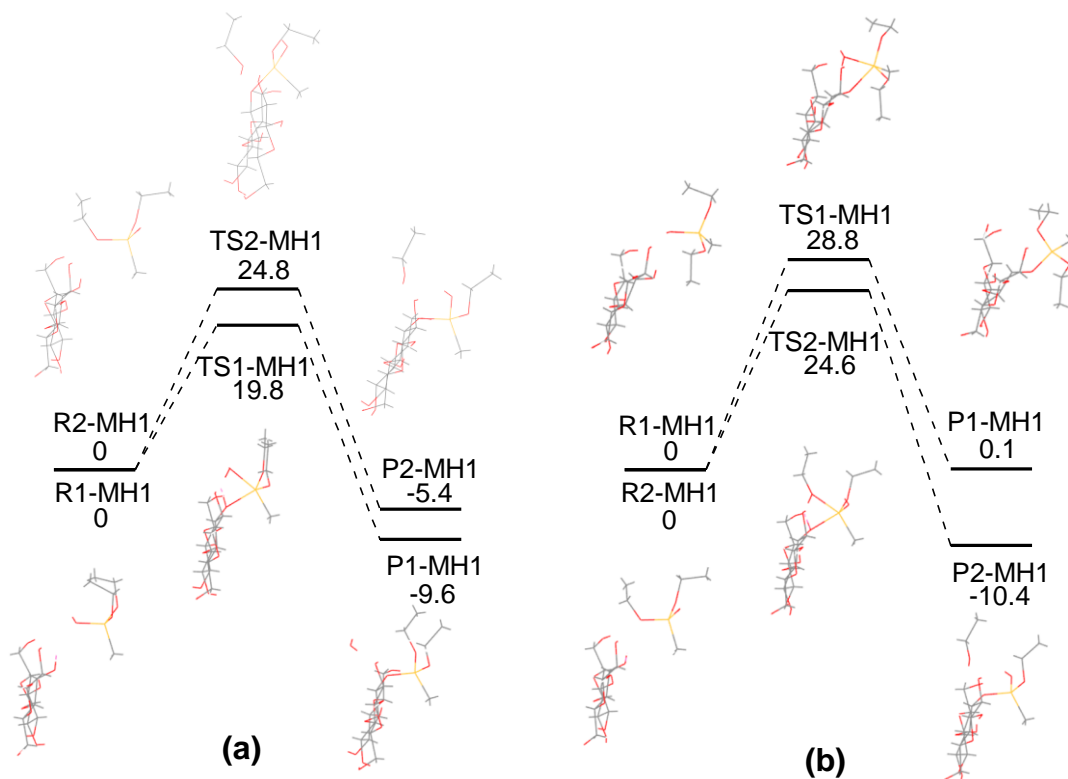 TS2-MH1
24.8
TS1-MH1
19.8
R2-MH1
0
R1-MH1
0
P2-MH1
-5.4
P1-MH1
-9.6
(a)
TS1-MH1
28.8
TS2-MH1
24.6
R1-MH1
0
R2-MH1
0
P1-MH1
0.1
P2-MH1
-10.4
(b)